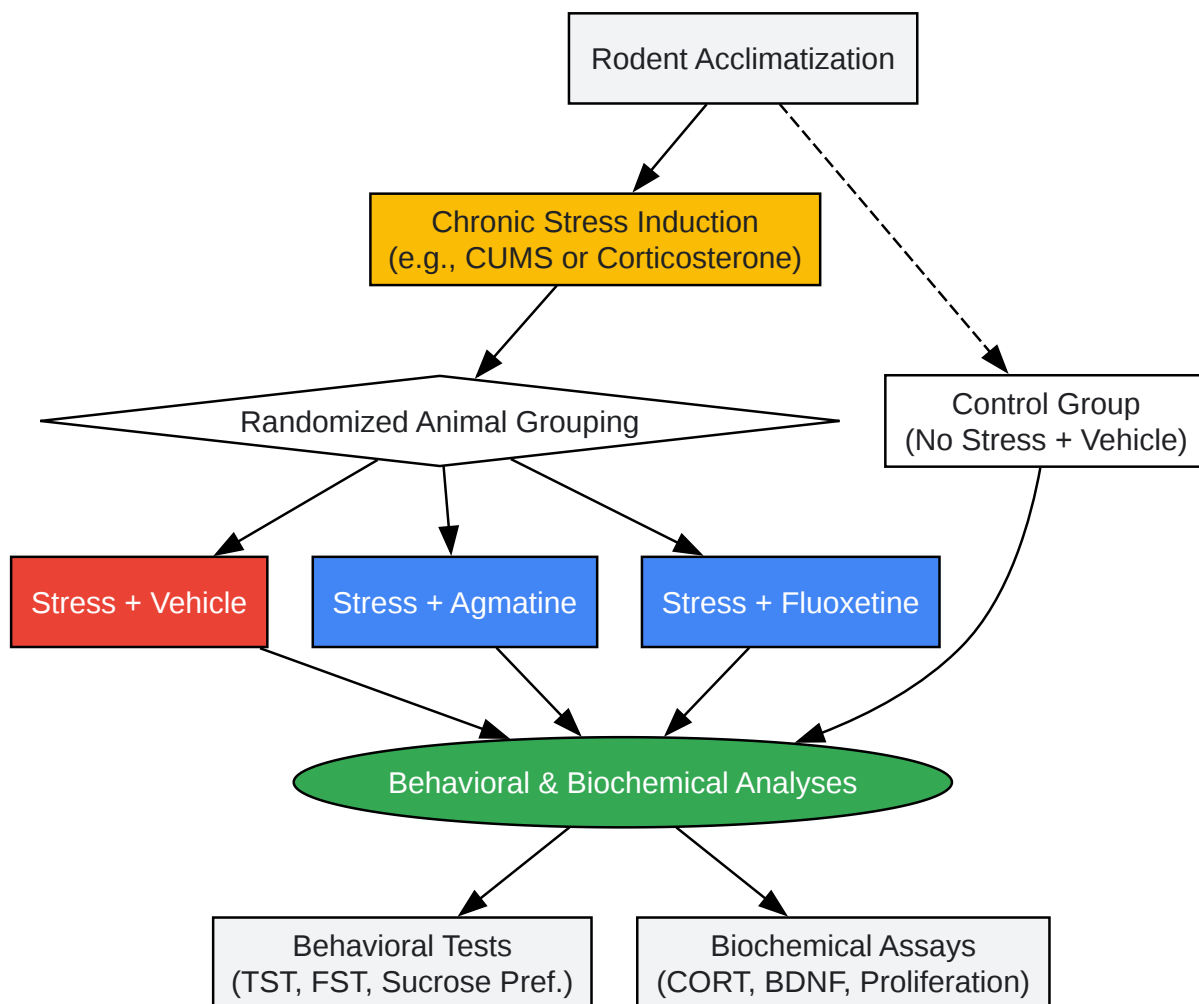 Rodent Acclimatization
Chronic Stress Induction
(e.g., CUMS or Corticosterone)
Randomized Animal Grouping
Control Group
(No Stress + Vehicle)
Stress + Vehicle
Stress + Agmatine
Stress + Fluoxetine
Behavioral & Biochemical Analyses
Behavioral Tests
(TST, FST, Sucrose Pref.)
Biochemical Assays
(CORT, BDNF, Proliferation)